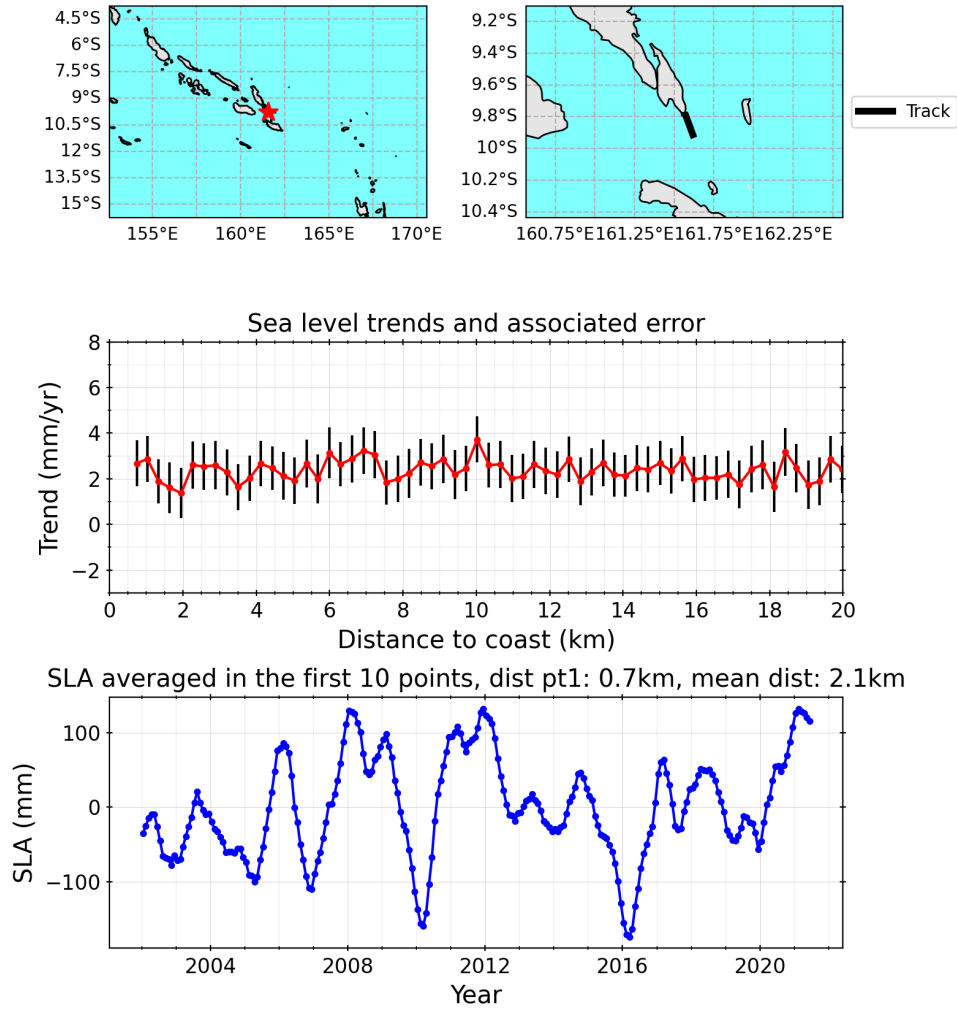 4.5°S
6°S
7.5°S
9°S
10.5°S
12°S
13.5°S
15°S
155°E 160°E 165°E 170°E
9.2°S
9.4°S
9.6°S
9.8°S
10°S
10.2°S
10.4°S
160.75°E161.25°E161.75°E162.25°E
Track
Sea level trends and associated error
Trend (mm/yr)
8
6
4
2
0
−2
0 2 4 6 8 10 12 14 16 18 20
Distance to coast (km)
SLA averaged in the first 10 points, dist pt1: 0.7km, mean dist: 2.1km
SLA (mm)
100
0
−100
2004 2008 2012 2016 2020
Year